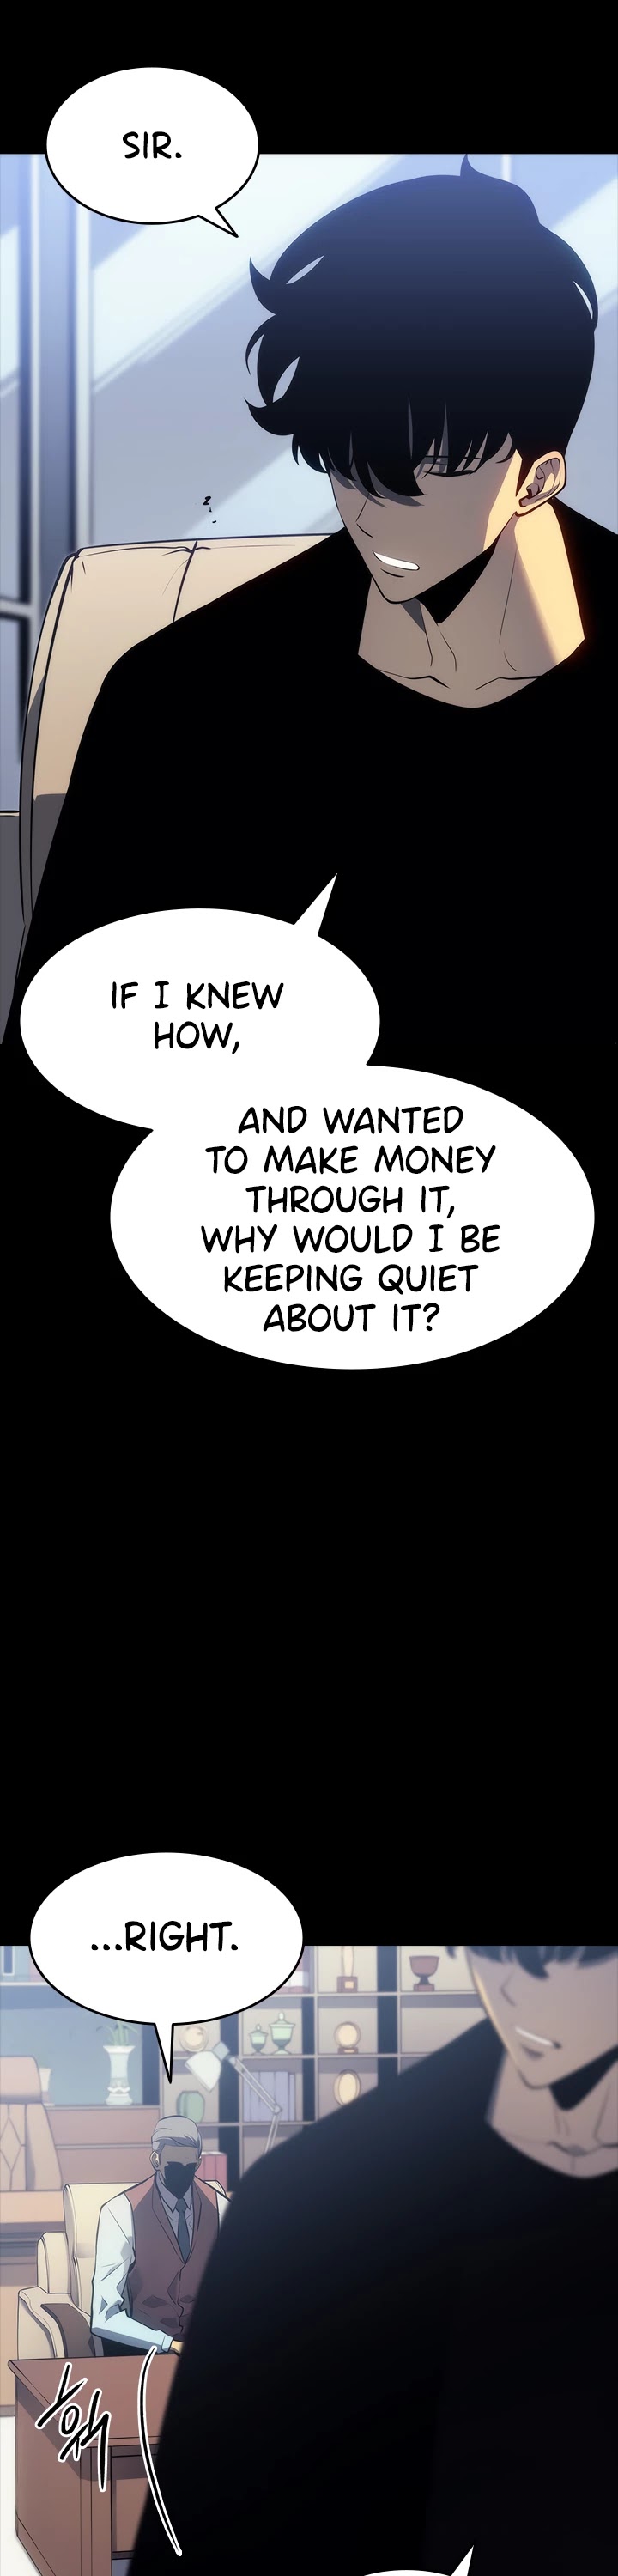 SIR.
IF I KNEW
HOW,
AND WANTED
TO MAKE MONEY
THROUGH IT,
WHY WOULD I BE
KEEPING QUIET
ABOUT IT?
...RIGHT.